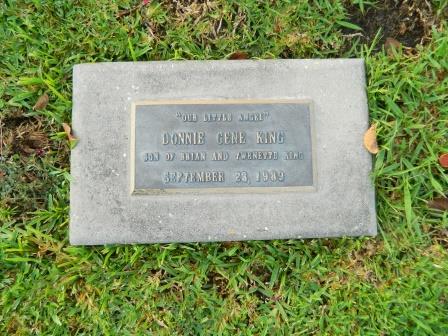 "OUR LITTLE ANGEL"
DONNIE GENE KING
SON OF BRIAN AND KING
SEPTEMBER 23, 1989